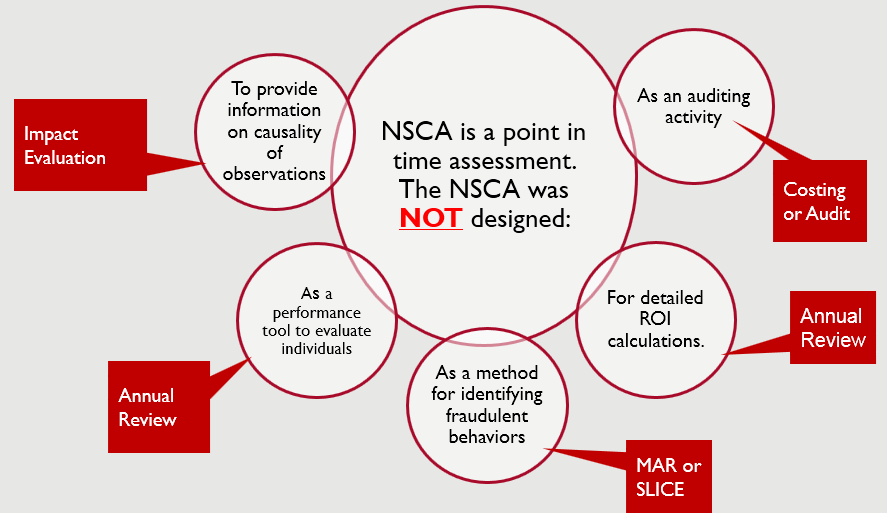 NSCA is a point in
time assessment.
The NSCA was
NOT designed:
To provide
information
on causality
of
observations
Impact
Evaluation
As an auditing
activity
Costing
or Audit
As a
performance
tool to evaluate
individuals
Annual
Review
As a method
for identifying
fraudulent
behaviors
MAR or
SLICE
For detailed
ROI
calculations.
Annual
Review